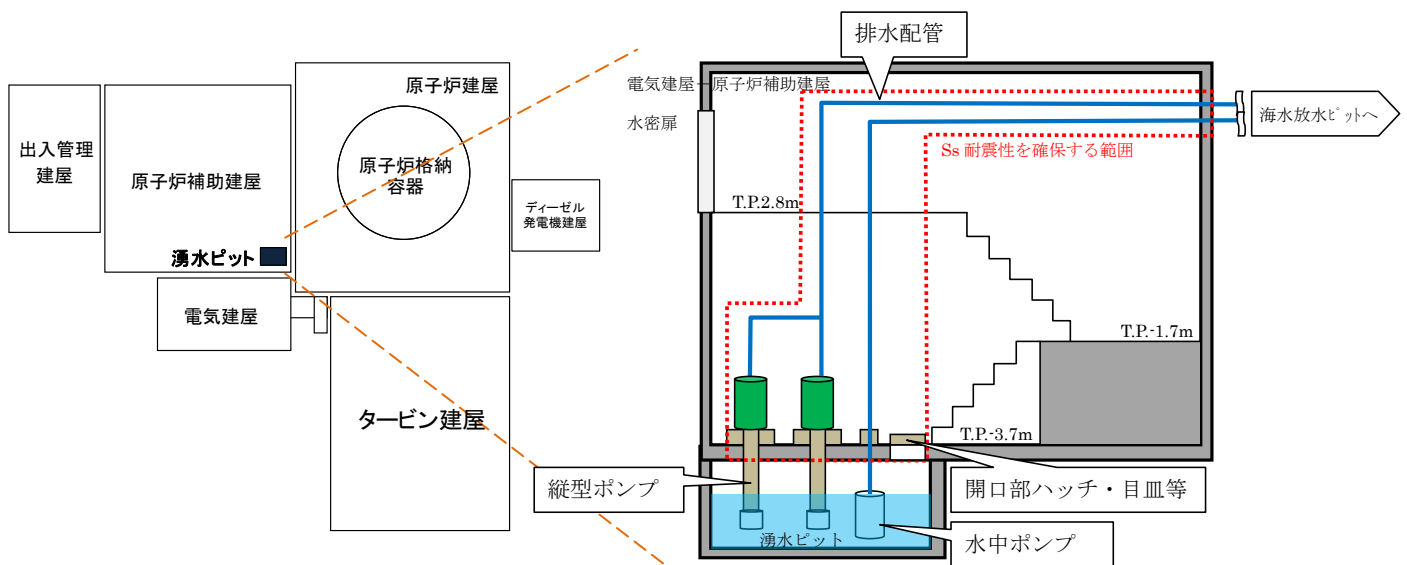 出入管理
建屋
原子炉補助建屋
湧水ピット
電気建屋
原子炉建屋
原子炉格納
容器
ディーゼル
発電機建屋
タービン建屋
排水配管
電気建屋－原子炉補助建屋
水密扉
海水放水ﾋﾟｯﾄへ
Ss 耐震性を確保する範囲
T.P.2.8m
T.P.-1.7m
T.P.-3.7m
縦型ポンプ
開口部ハッチ・目皿等
湧水ピット
水中ポンプ